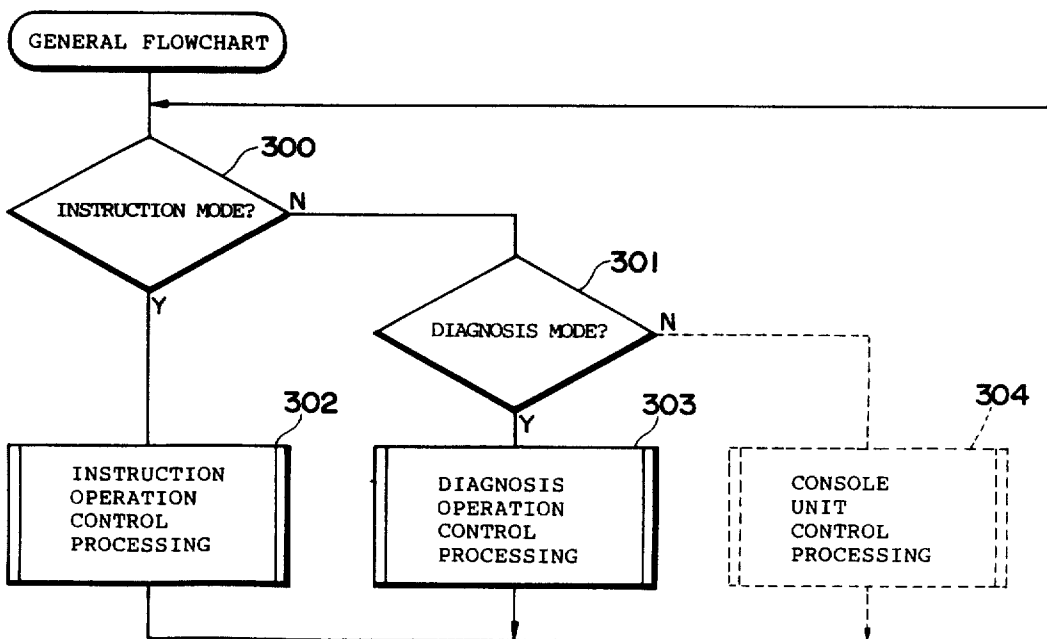 GENERAL FLOWCHART
300
INSTRUCTION MODE?
N
Y
301
DIAGNOSIS MODE?
N
Y
302
INSTRUCTION
OPERATION
CONTROL
PROCESSING
303
DIAGNOSIS
OPERATION
CONTROL
PROCESSING
304
CONSOLE
UNIT
CONTROL
PROCESSING